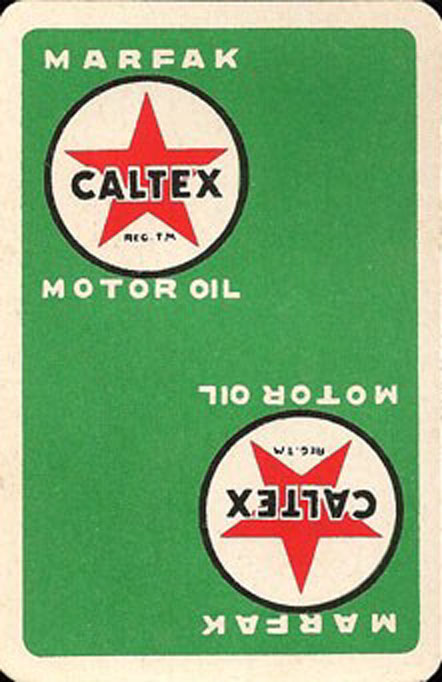 MARFAK
CALTEX
REG. T.M
MOTOR OIL
MOTOR OIL
REG. T.M
CALTEX
MARFAK